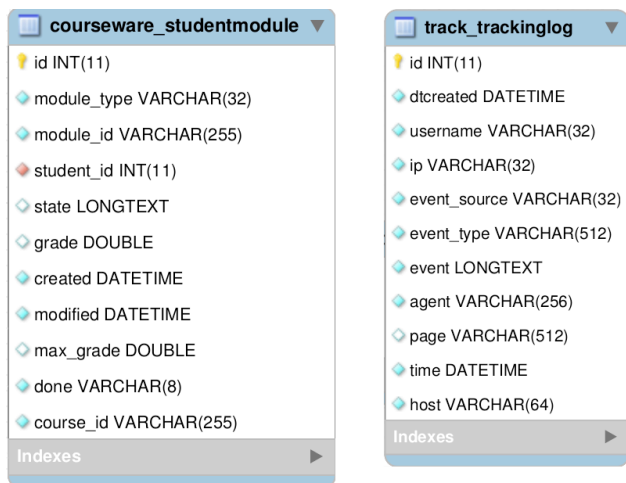 courseware_studentmodule
id INT(11)
module_type VARCHAR(32)
module_id VARCHAR(255)
student_id INT(11)
state LONGTEXT
grade DOUBLE
created DATETIME
modified DATETIME
max_grade DOUBLE
done VARCHAR(8)
course_id VARCHAR(255)
Indexes
track_trackinglog
id INT(11)
dtcreated DATETIME
username VARCHAR(32)
ip VARCHAR(32)
event_source VARCHAR(32)
event_type VARCHAR(512)
event LONGTEXT
agent VARCHAR(256)
page VARCHAR(512)
time DATETIME
host VARCHAR(64)
Indexes